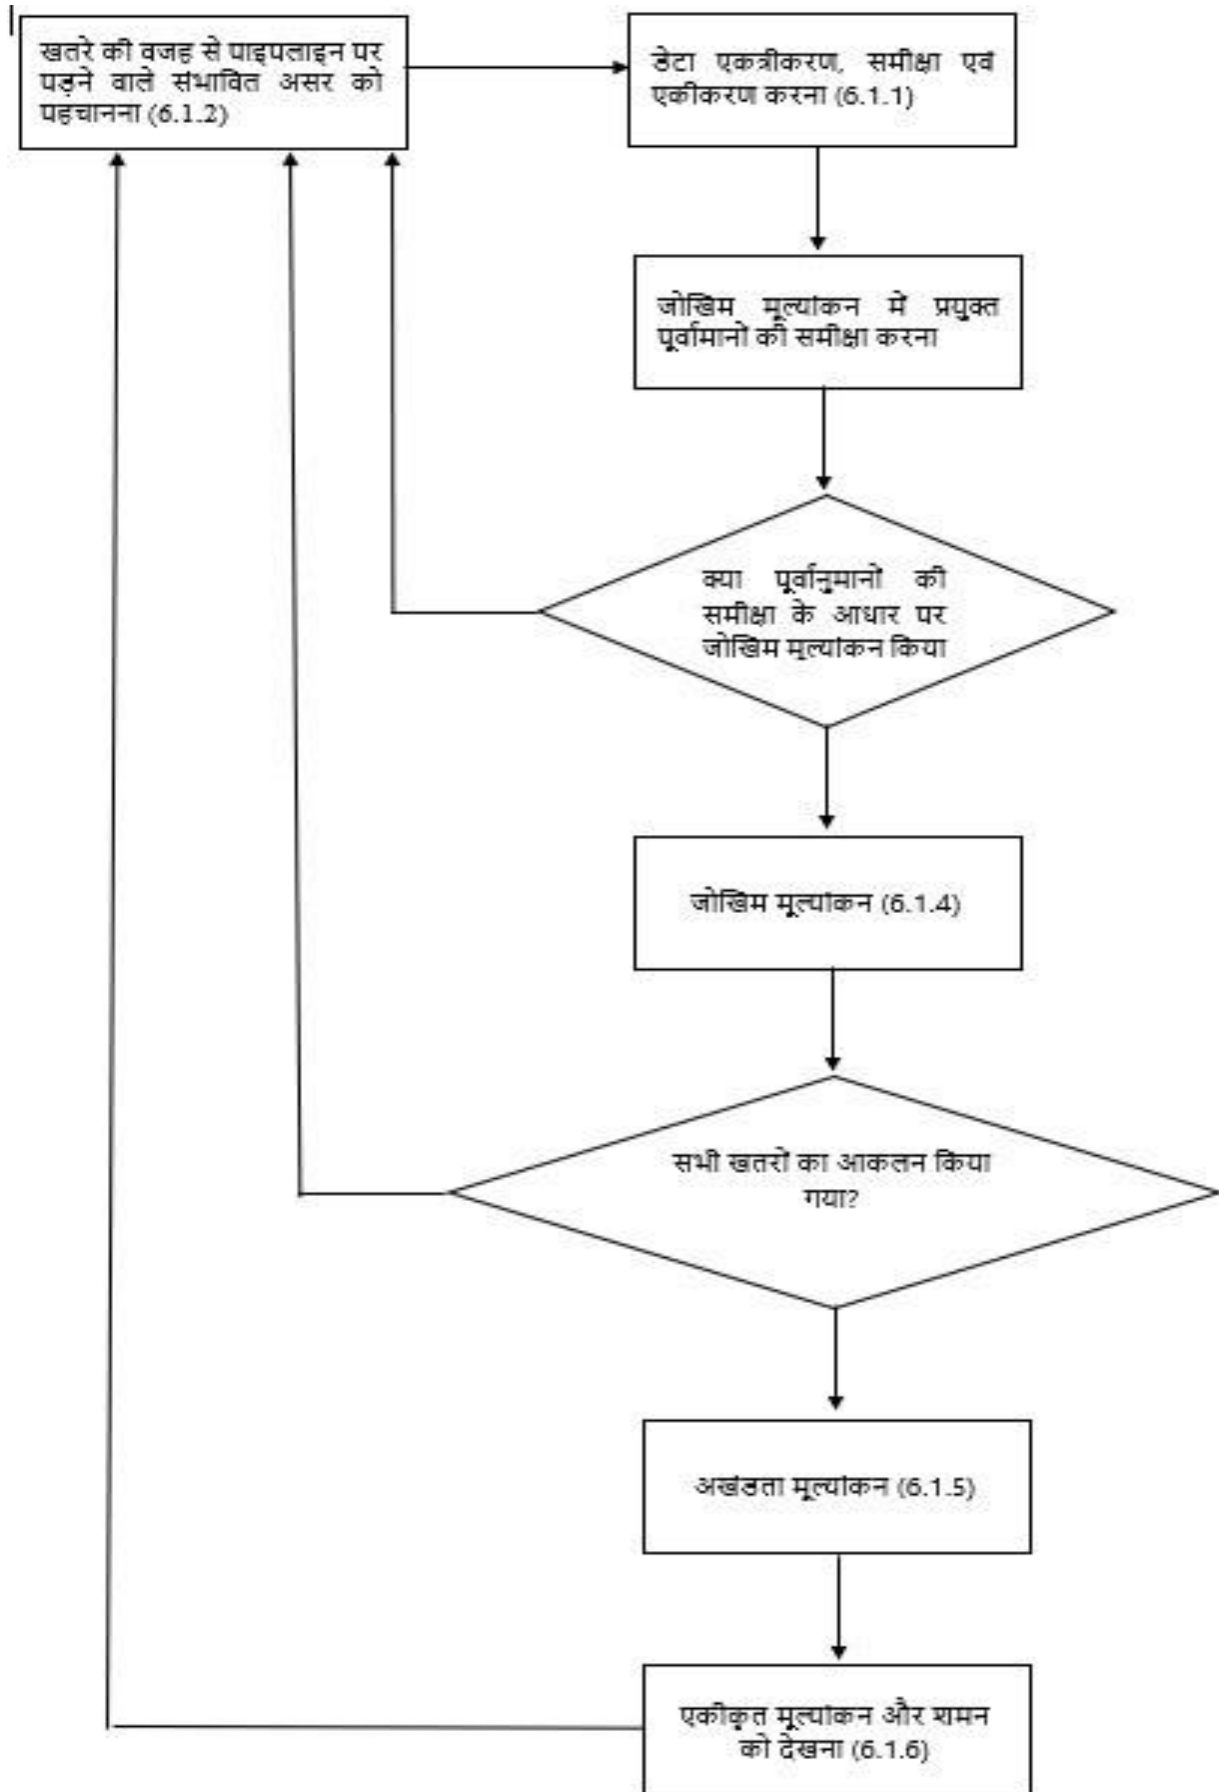 खतरे की वजह से पाइपलाइन पर
पड़ने वाले संभावित असर को
पहचानना (6.1.2)
डेटा एकत्रीकरण, समीक्षा एवं
एकीकरण करना (6.1.1)
जोखिम मूल्यांकन में प्रयुक्त
पूर्वामानों की समीक्षा करना
क्या पूर्वानुमानों की
समीक्षा के आधार पर
जोखिम मूल्यांकन किया
जोखिम मूल्यांकन (6.1.4)
सभी खतरों का आकलन किया
गया?
अखंडता मूल्यांकन (6.1.5)
एकीकृत मूल्यांकन और शमन
को देखना (6.1.6)